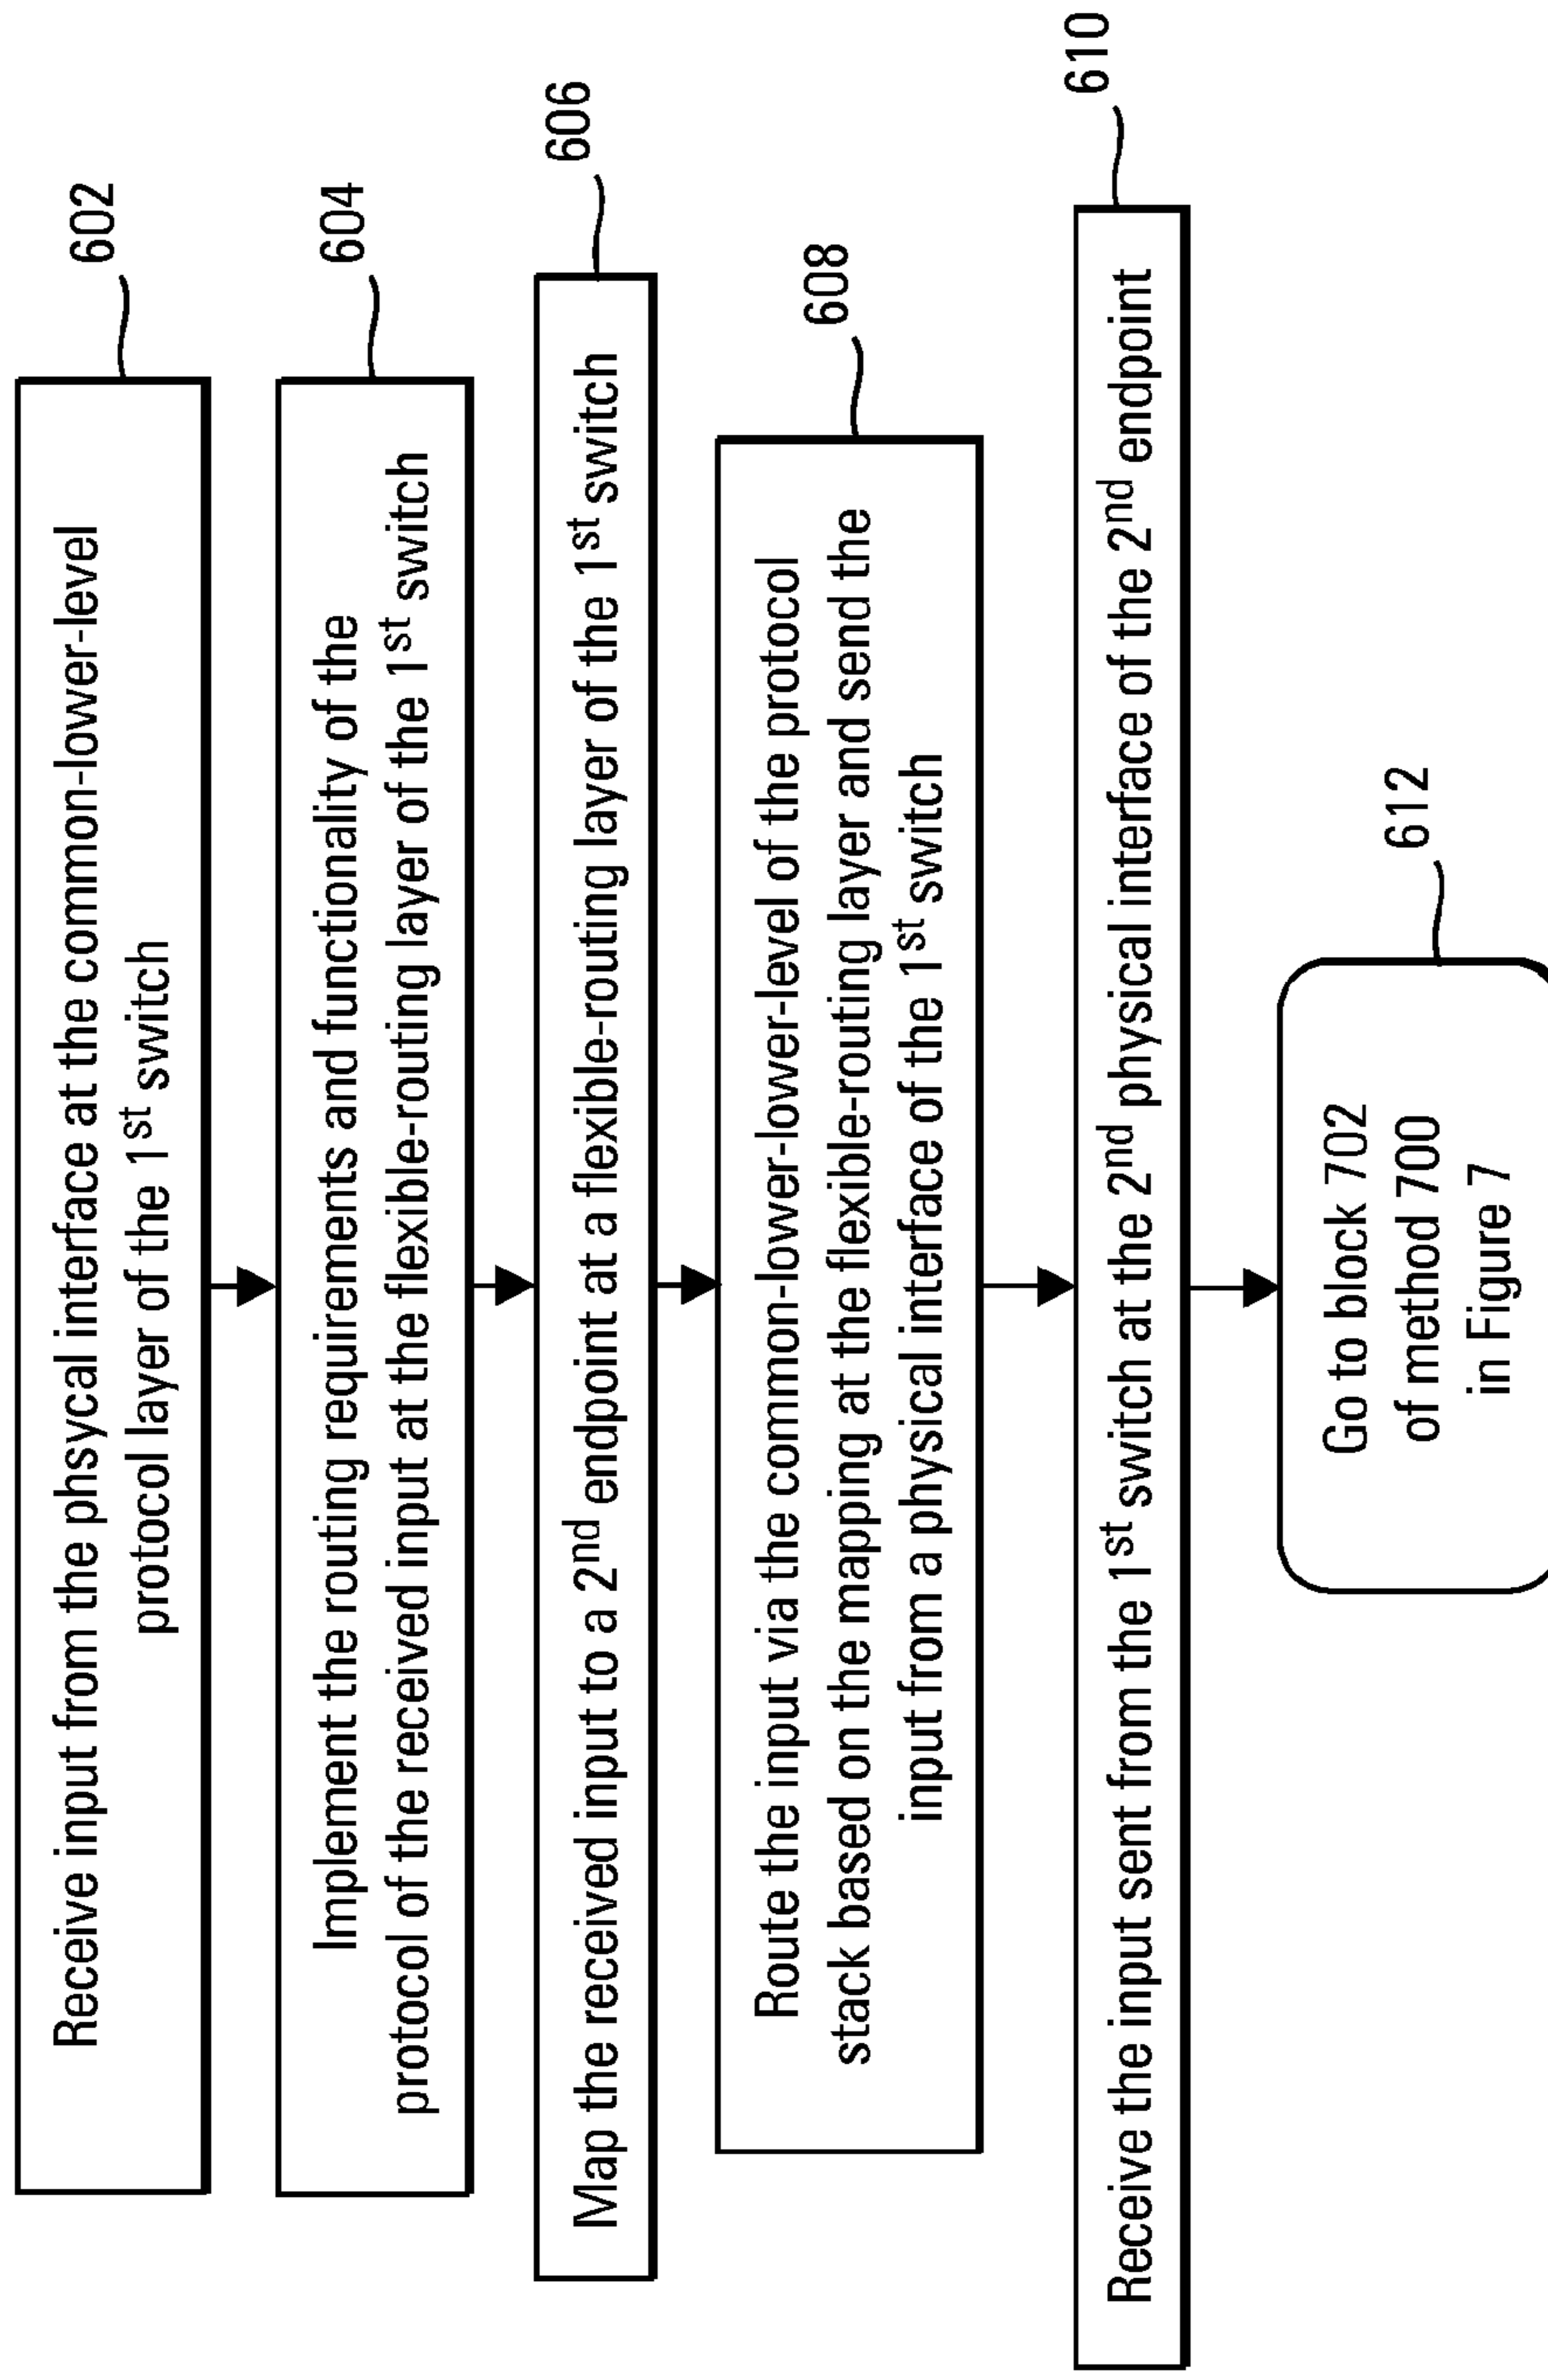 Receive input from the phsycal interface at the common-lower-level
protocol layer of the 1st switch
602
Implement the routing requirements and functionality of the
protocol of the received input at the flexible-routing layer of the 1st switch
604
Map the received input to a 2nd endpoint at a flexible-routing layer of the 1st switch
606
Route the input via the common-lower-lower-level-level of the protocol
stack based on the mapping at the flexible-routing layer and send the
input from a physical interface of the 1st switch
608
Receive the input sent from the 1st switch at the 2nd physical interface of the 2nd endpoint
610
Go to block 702
of method 700
in Figure 7
612